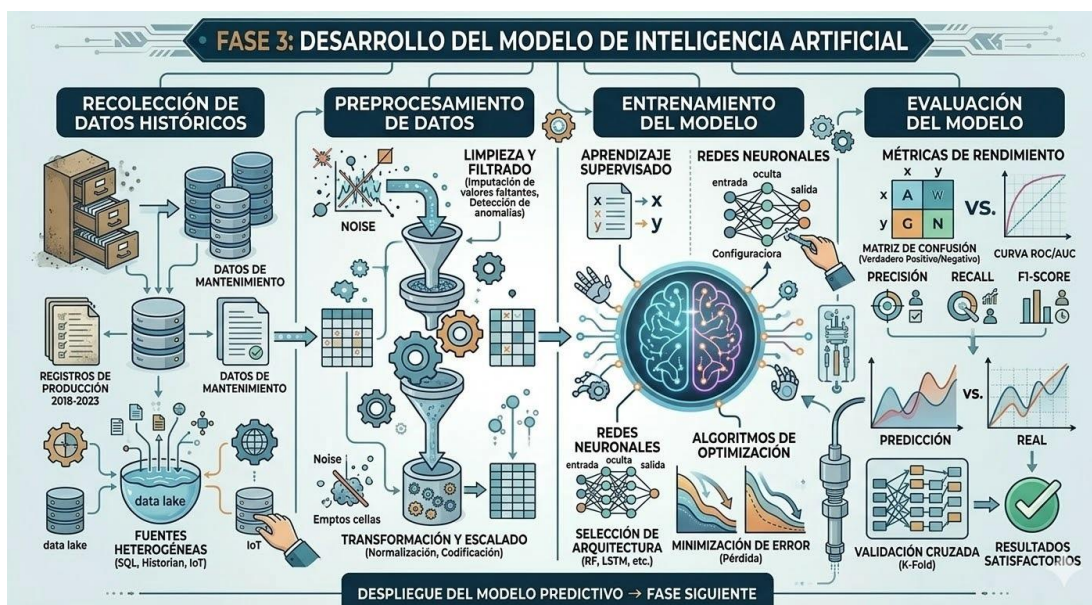 FASE 3: DESARROLLO DEL MODELO DE INTELIGENCIA ARTIFICIAL
RECOLECCIÓN DE
DATOS HISTÓRICOS
DATOS DE
MANTENIMIENTO
REGISTROS DE
PRODUCCIÓN
2018-2023
DATOS DE
MANTENIMIENTO
data lake
data lake
IoT
FUENTES
HETEROGÉNEAS
(SQL, Historian, IoT)
PREPROCESAMIENTO
DE DATOS
NOISE
LIMPIEZA Y
FILTRADO
(Imputación de
valores faltantes,
Detección de
anomalías)
Noise
Emptos cellas
TRANSFORMACIÓN Y ESCALADO
(Normalización, Codificación)
ENTRENAMIENTO
DEL MODELO
APRENDIZAJE
SUPERVISADO
x x
x
y y
REDES NEURONALES
entrada oculta salida
Configuraciora
REDES
NEURONALES
entrada oculta salida
SELECCIÓN DE
ARQUITECTURA
(RF, LSTM, etc.)
ALGORITMOS DE
OPTIMIZACIÓN
MINIMIZACIÓN DE ERROR
(Pérdida)
EVALUACIÓN
DEL MODELO
MÉTRICAS DE RENDIMIENTO
x y
x A W
y G N
VS.
MATRIZ DE CONFUSIÓN
(Verdadero Positivo/Negativo)
CURVA ROC/AUC
PRECISIÓN RECALL F1-SCORE
VS.
PREDICCIÓN REAL
VALIDACIÓN CRUZADA
(K-Fold)
RESULTADOS
SATISFACTORIOS
DESPLIEGUE DEL MODELO PREDICTIVO → FASE SIGUIENTE